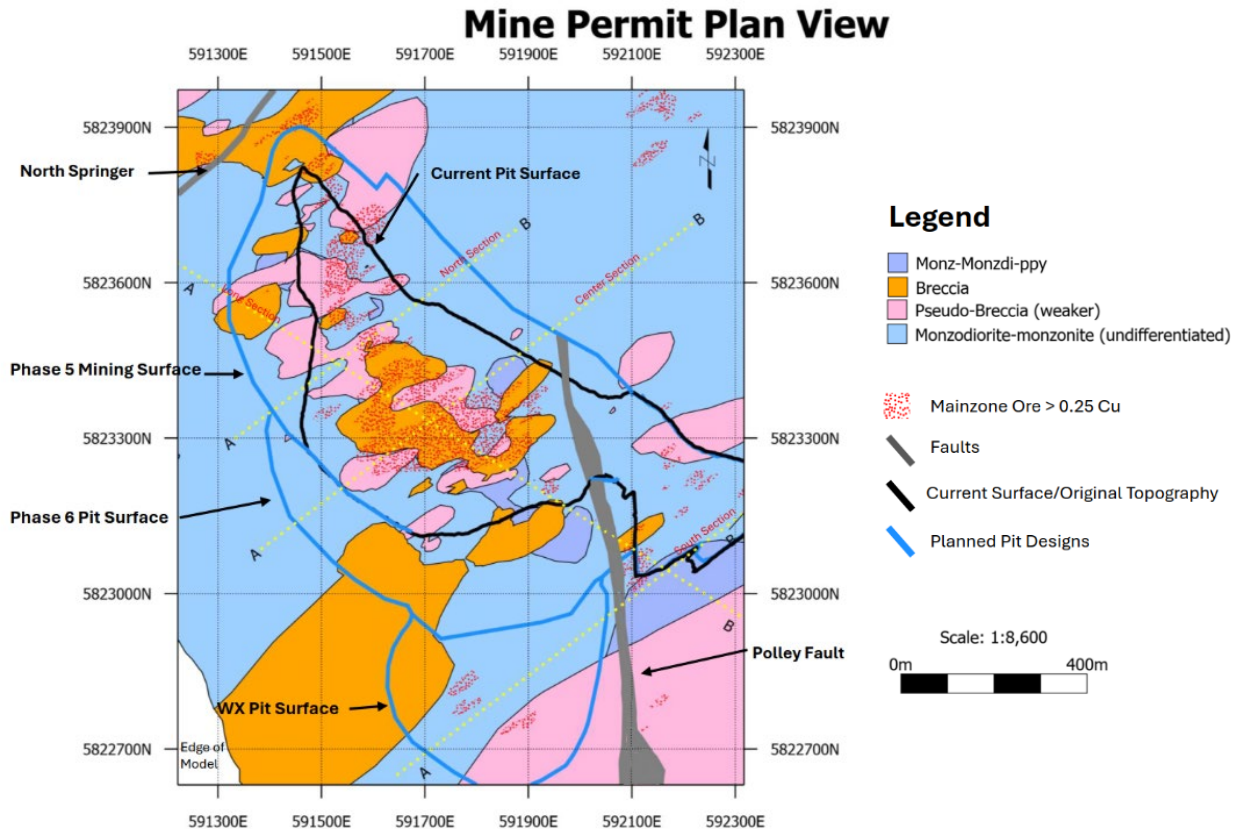 Mine Permit Plan View
591300E 591500E 591700E 591900E 592100E 592300E
5823900N 5823900N
North Springer
Current Pit Surface
N
B
B
North Section
Center Section
5823600N 5823600N
A
Long Section
Phase 5 Mining Surface
A
5823300N 5823300N
Phase 6 Pit Surface
South Section
B
A
5823000N 5823000N
B
Polley Fault
WX Pit Surface
A
5822700N 5822700N
Edge of
Model
591300E 591500E 591700E 591900E 592100E 592300E
Legend
Monz-Monzdi-ppy
Breccia
Pseudo-Breccia (weaker)
Monzodiorite-monzonite (undifferentiated)
Mainzone Ore > 0.25 Cu
Faults
Current Surface/Original Topography
Planned Pit Designs
Scale: 1:8,600
0m 400m